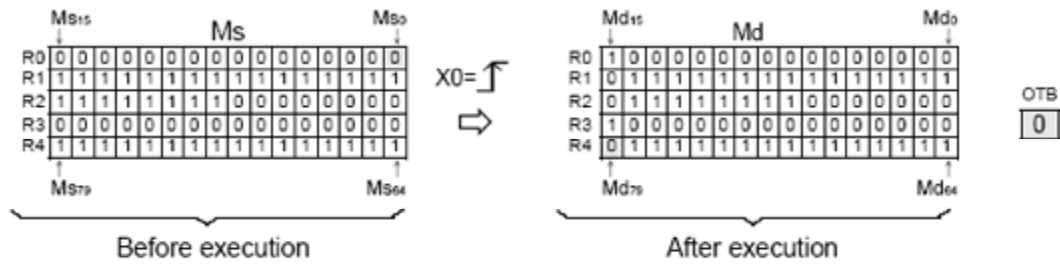 Ms15 Ms Ms0
R0 0 0 0 0 0 0 0 0 0 0 0 0 0 0 0 0
R1 1 1 1 1 1 1 1 1 1 1 1 1 1 1 1 1
R2 1 1 1 1 1 1 1 1 0 0 0 0 0 0 0 0
R3 0 0 0 0 0 0 0 0 0 0 0 0 0 0 0 0
R4 1 1 1 1 1 1 1 1 1 1 1 1 1 1 1 1
Ms79 Ms64
Before execution
X0=
Md15 Md Md0
R0 1 0 0 0 0 0 0 0 0 0 0 0 0 0 0 0
R1 0 1 1 1 1 1 1 1 1 1 1 1 1 1 1 1
R2 0 1 1 1 1 1 1 1 1 0 0 0 0 0 0 0
R3 1 0 0 0 0 0 0 0 0 0 0 0 0 0 0 0
R4 0 1 1 1 1 1 1 1 1 1 1 1 1 1 1 1
Md79 Md64
After execution
OTB
0